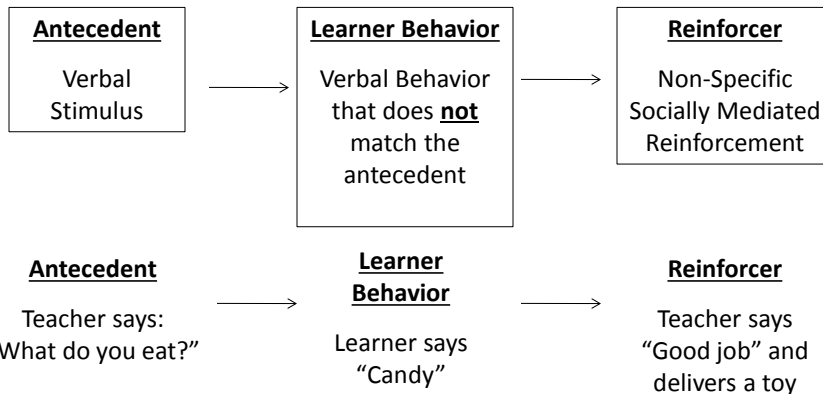 Antecedent
Verbal
Stimulus
Learner Behavior
Verbal Behavior
that does not
match the
antecedent
Reinforcer
Non-Specific
Socially Mediated
Reinforcement
Antecedent
Teacher says:
What do you eat?”
Learner
Behavior
Learner says
“Candy”
Reinforcer
Teacher says
“Good job” and
delivers a toy